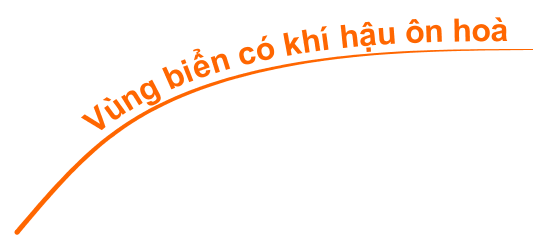 Vùng biển có khí hậu ôn hoà